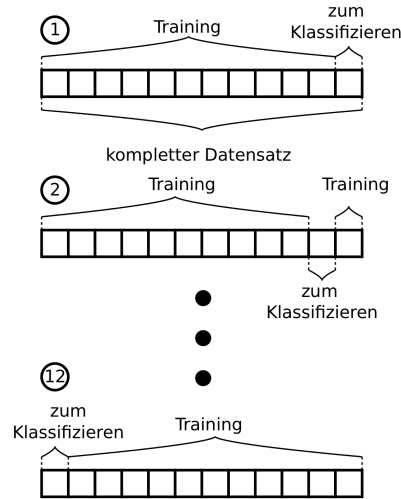 1
Training
zum
Klassifizieren
kompletter Datensatz
2
Training
Training
zum
Klassifizieren
12
zum
Klassifizieren
Training